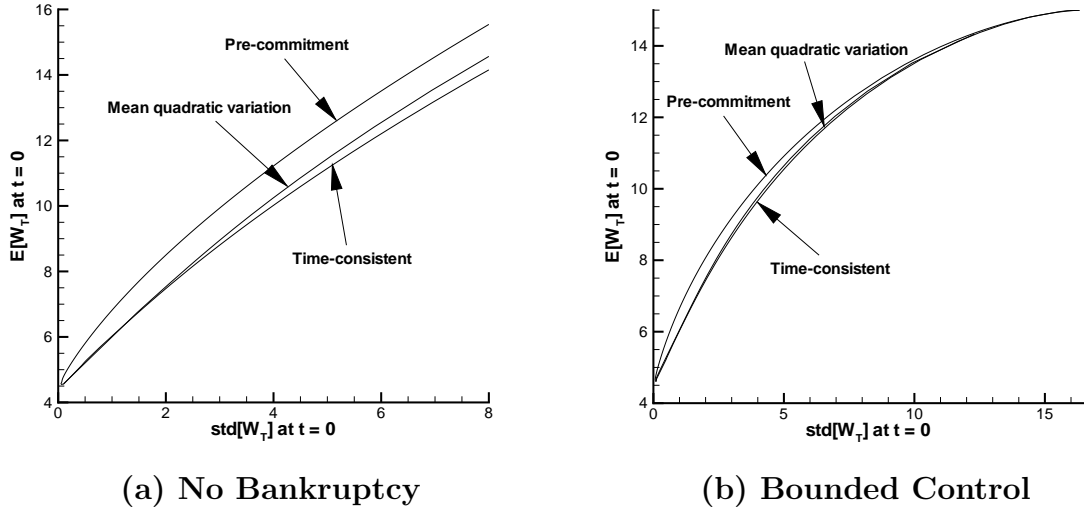 16
14
12
10
8
6
4
E[W_T] at t = 0
0
2
4
6
8
std[W_T] at t = 0
Pre-commitment
Mean quadratic variation
Time-consistent
(a) No Bankruptcy
14
12
10
8
6
4
E[W_T] at t = 0
0
5
10
15
std[W_T] at t = 0
Mean quadratic variation
Pre-commitment
Time-consistent
(b) Bounded Control